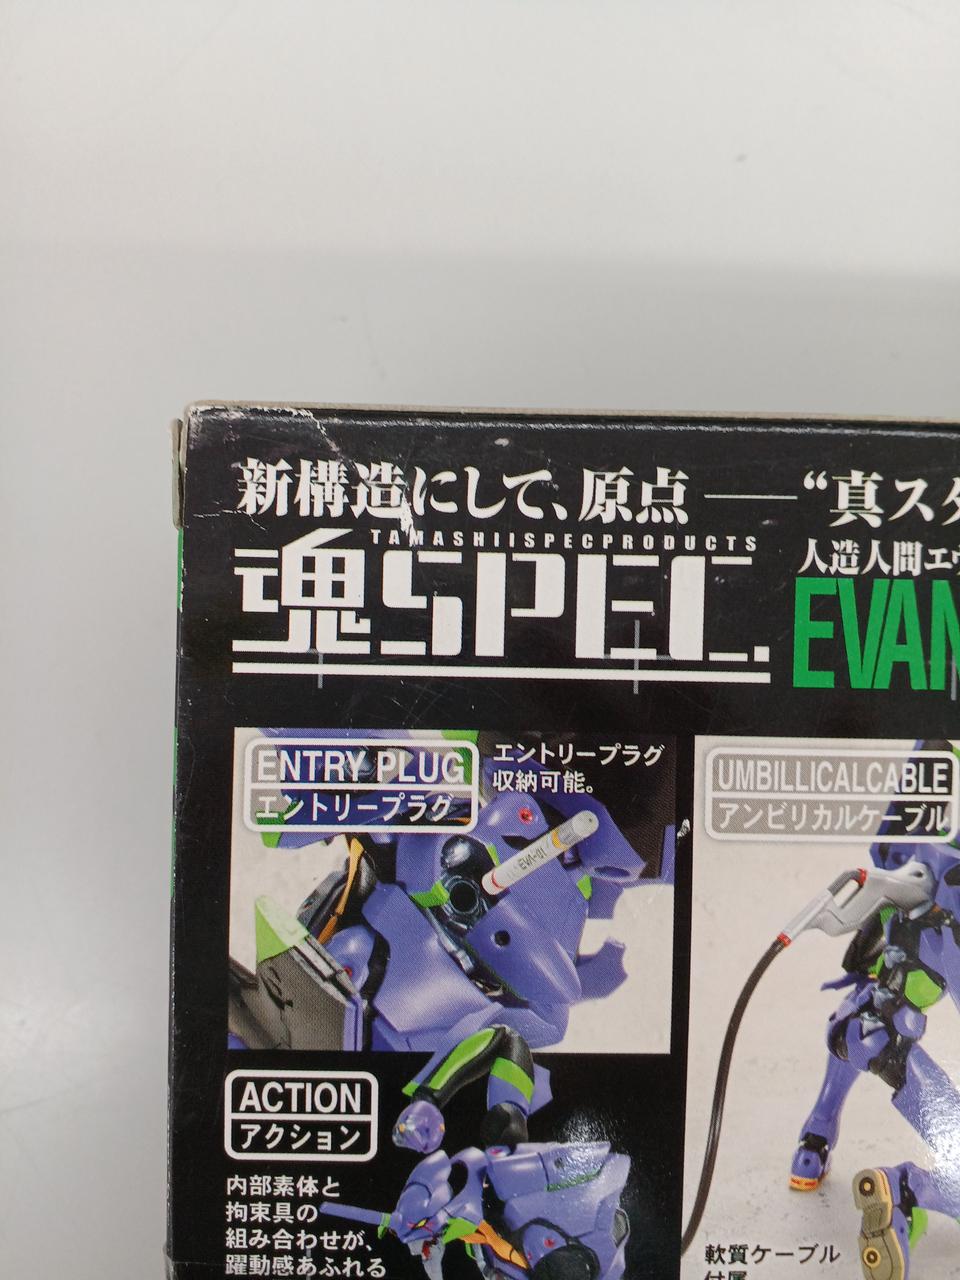 新構造にして、原点――“真スタ
TAMASHIISPECPRODUCTS
魂SPEC.
人造人間エヴ
EVAN
ENTRY PLUG
エントリープラグ
エントリープラグ
収納可能。
EVA-01
UMBILLICALCABLE
アンビリカルケーブル
ACTION
アクション
内部素体と
拘束具の
組み合わせが、
躍動感あふれる
軟質ケーブル
付属